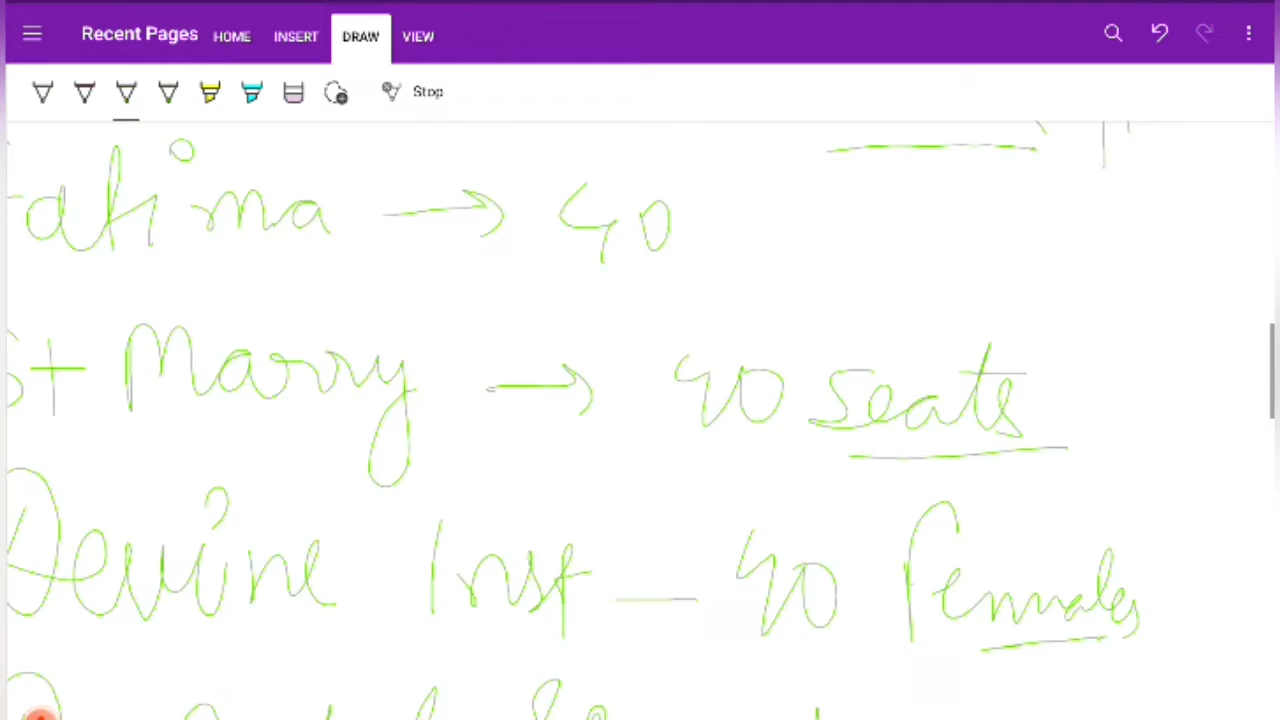 Recent Pages HOME INSERT DRAW VIEW
Stop
fatima → 40
St Marry → 40 seats
Devine Inst — 40 Females